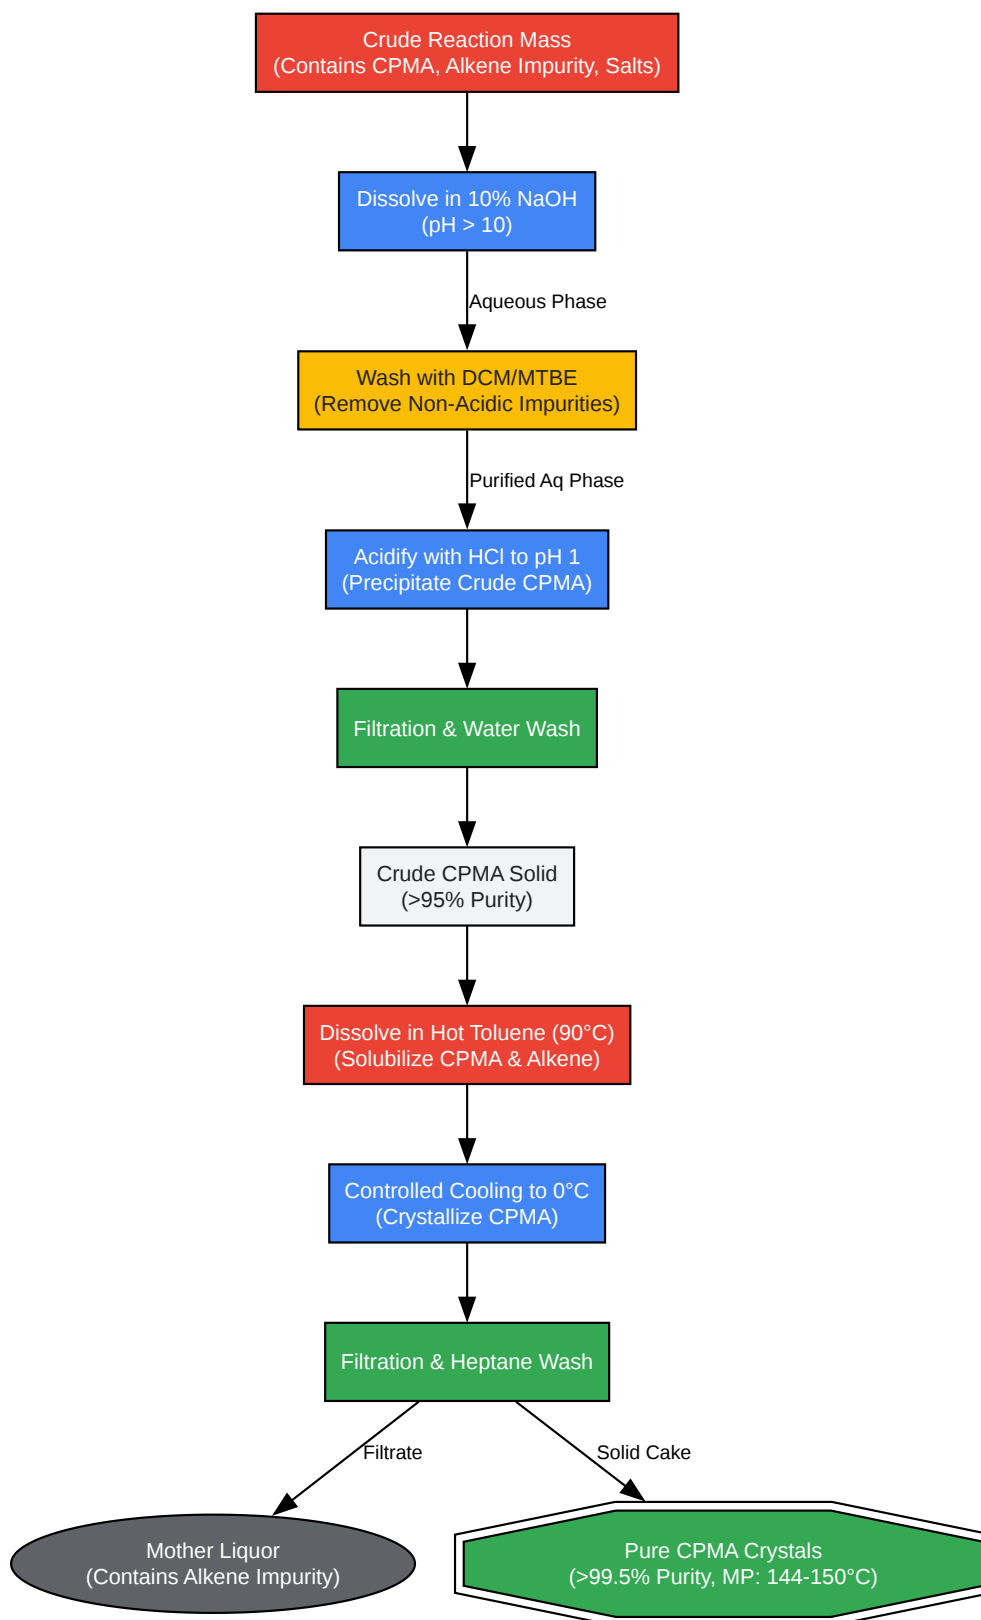 Crude Reaction Mass
(Contains CPMA, Alkene Impurity, Salts)
Dissolve in 10% NaOH
(pH > 10)
Aqueous Phase
Wash with DCM/MTBE
(Remove Non-Acidic Impurities)
Purified Aq Phase
Acidify with HCl to pH 1
(Precipitate Crude CPMA)
Filtration & Water Wash
Crude CPMA Solid
(>95% Purity)
Dissolve in Hot Toluene (90°C)
(Solubilize CPMA & Alkene)
Controlled Cooling to 0°C
(Crystallize CPMA)
Filtration & Heptane Wash
Filtrate
Solid Cake
Mother Liquor
(Contains Alkene Impurity)
Pure CPMA Crystals
(>99.5% Purity, MP: 144-150°C)